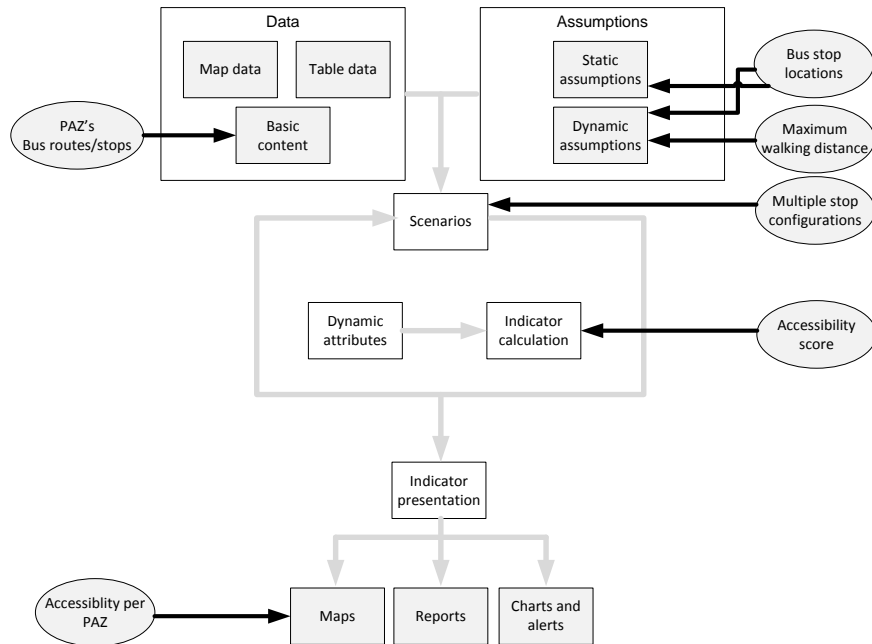 Data
Assumptions
Map data
Table data
Static
assumptions
Bus stop
locations
PAZ's
Bus routes/stops
Basic
content
Dynamic
assumptions
Maximum
walking distance
Scenarios
Multiple stop
configurations
Dynamic
attributes
Indicator
calculation
Accessibility
score
Indicator
presentation
Accessiblity per
PAZ
Maps
Reports
Charts and
alerts